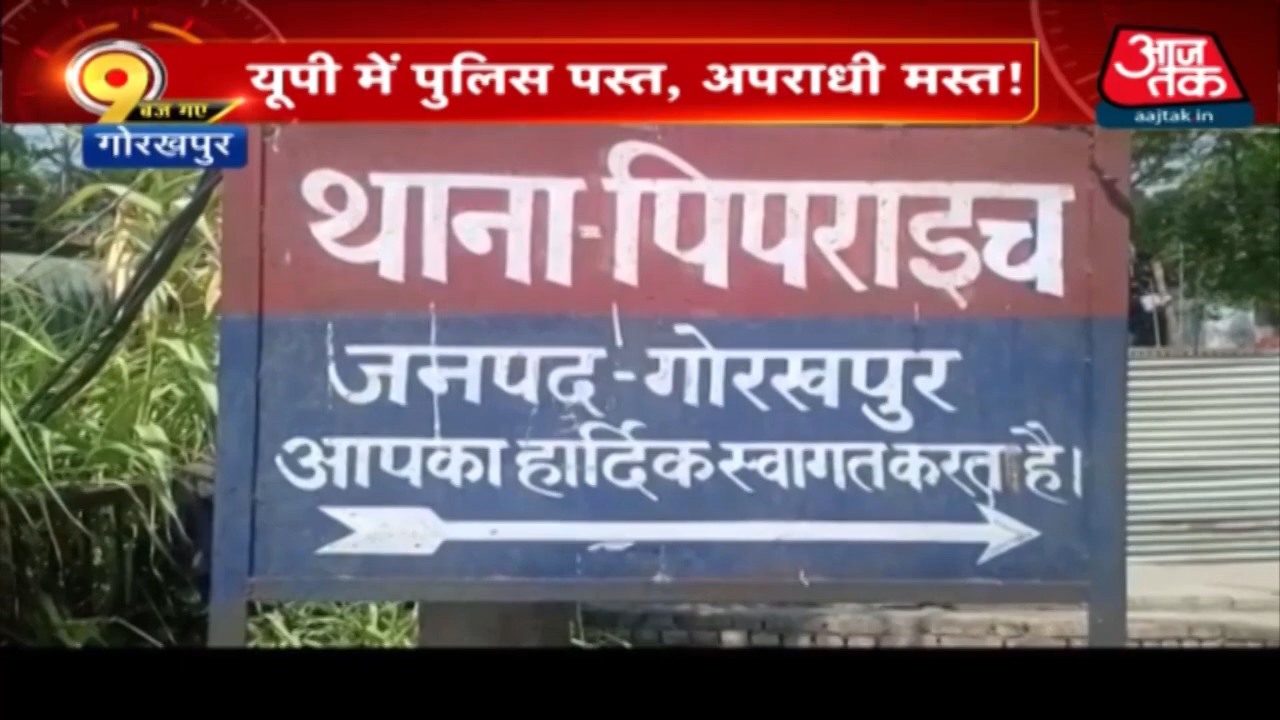 यूपी में पुलिस पस्त, अपराधी मस्त!
9
बज गए
गोरखपुर
आज
तक
aajtak.in
थाना-पिपराइच
जनपद-गोरखपुर
आपका हार्दिक स्वागत करता है।